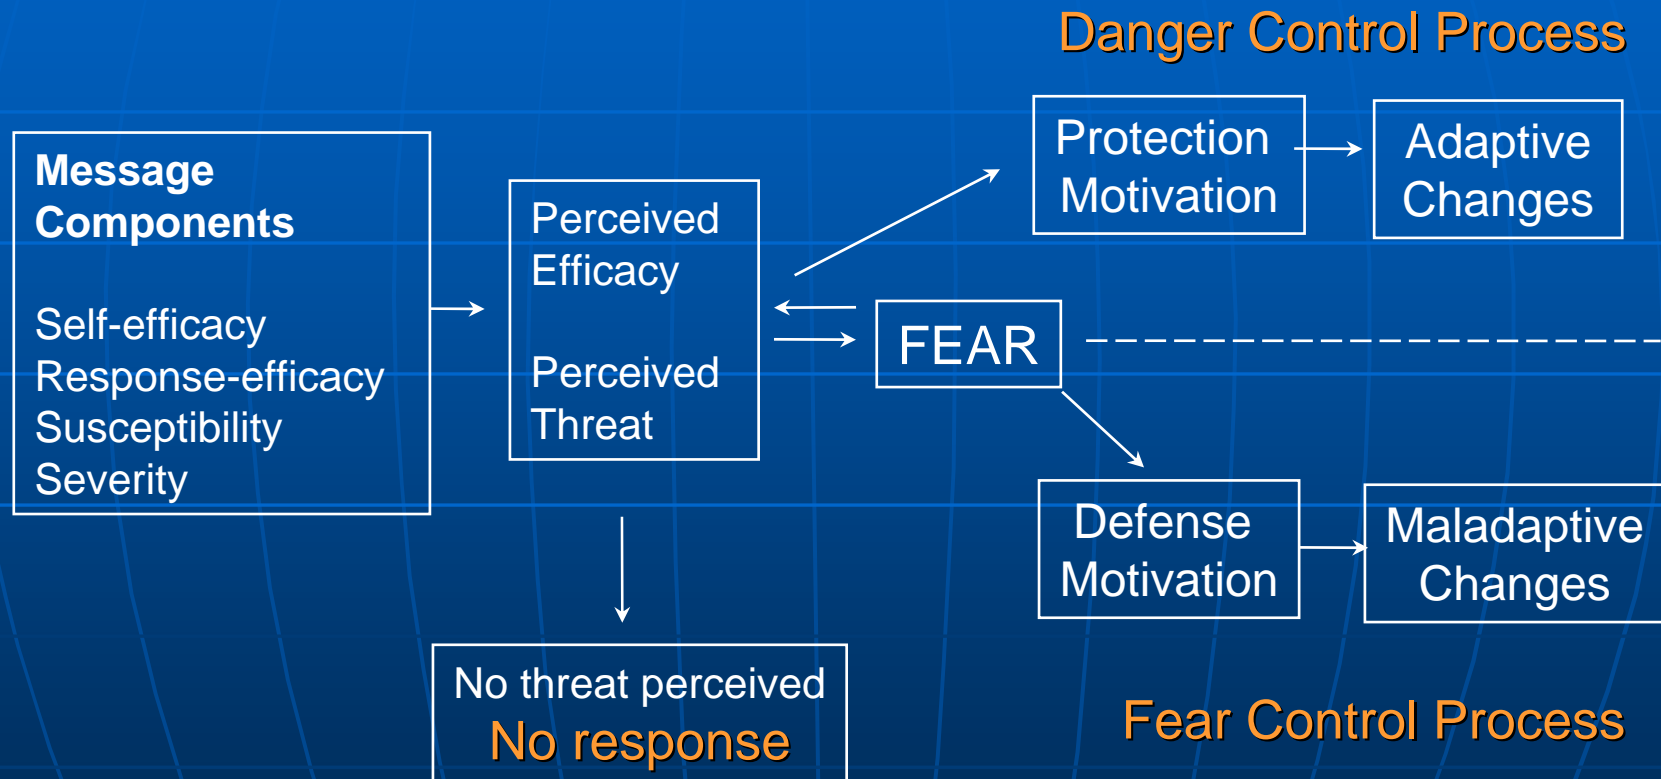 Danger Control Process
Message
Components
Self-efficacy
Response-efficacy
Susceptibility
Severity
Perceived
Efficacy
Perceived
Threat
FEAR
Protection
Motivation
Adaptive
Changes
Defense
Motivation
Maladaptive
Changes
No threat perceived
No response
Fear Control Process